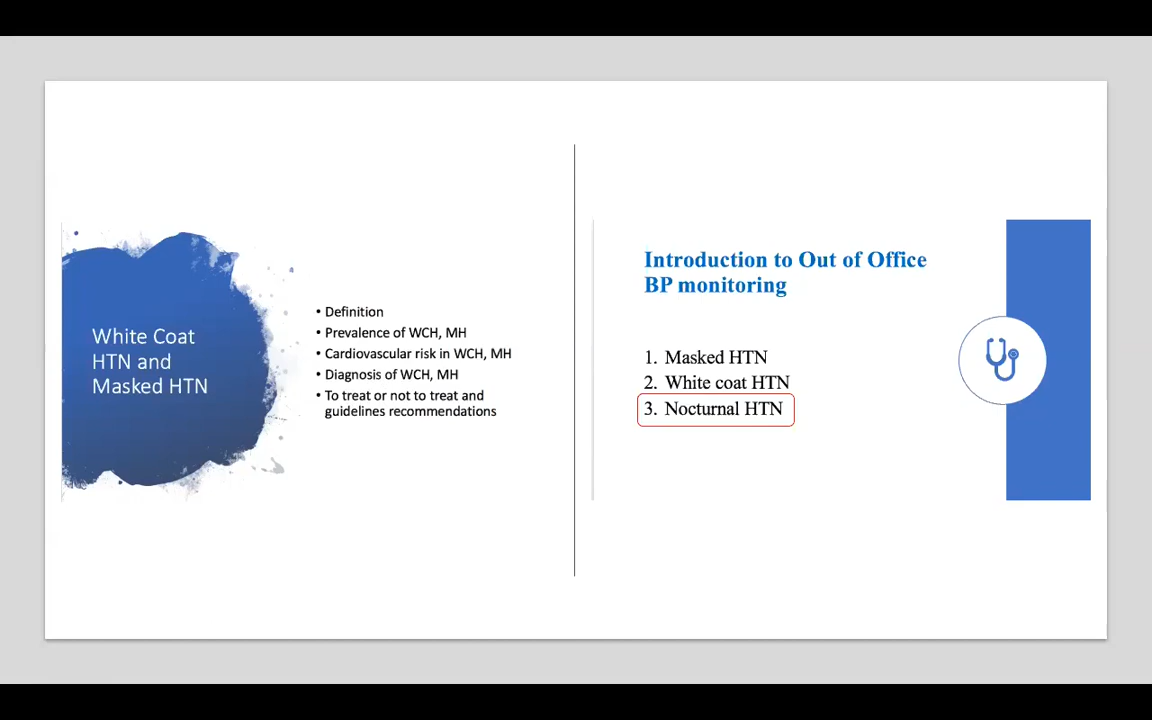 White Coat
HTN and
Masked HTN
• Definition
• Prevalence of WCH, MH
• Cardiovascular risk in WCH, MH
• Diagnosis of WCH, MH
• To treat or not to treat and
guidelines recommendations
Introduction to Out of Office
BP monitoring
1. Masked HTN
2. White coat HTN
3. Nocturnal HTN